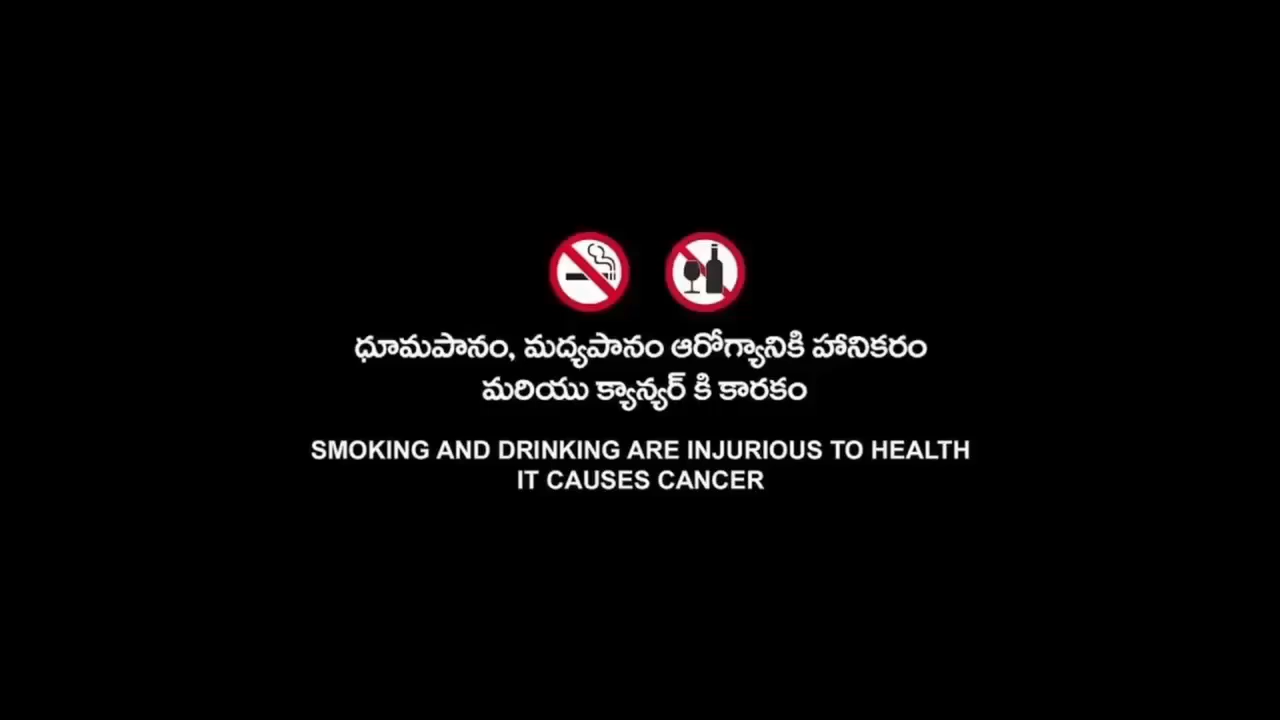 ధూమపానం, మద్యపానం ఆరోగ్యానికి హానికరం
మరియు క్యాన్సర్ కి కారకం
SMOKING AND DRINKING ARE INJURIOUS TO HEALTH
IT CAUSES CANCER